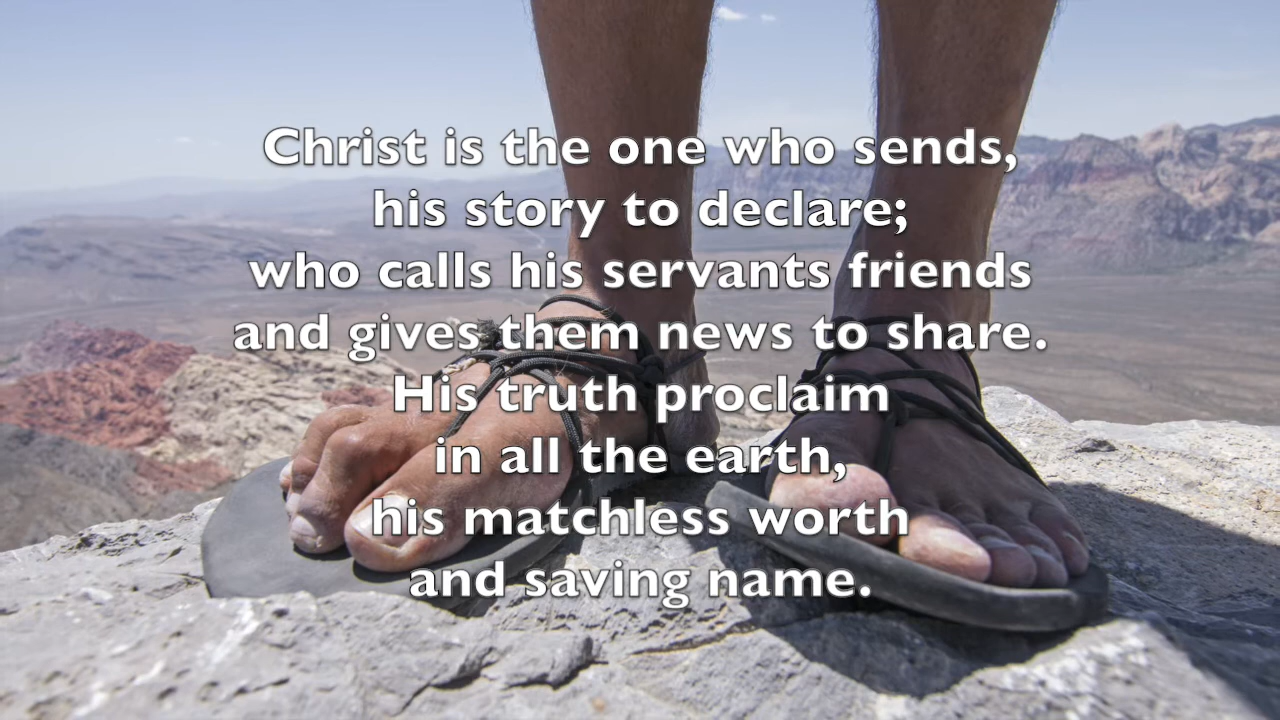 Christ is the one who sends,
his story to declare;
who calls his servants friends
and gives them news to share.
His truth proclaim
in all the earth,
his matchless worth
and saving name.